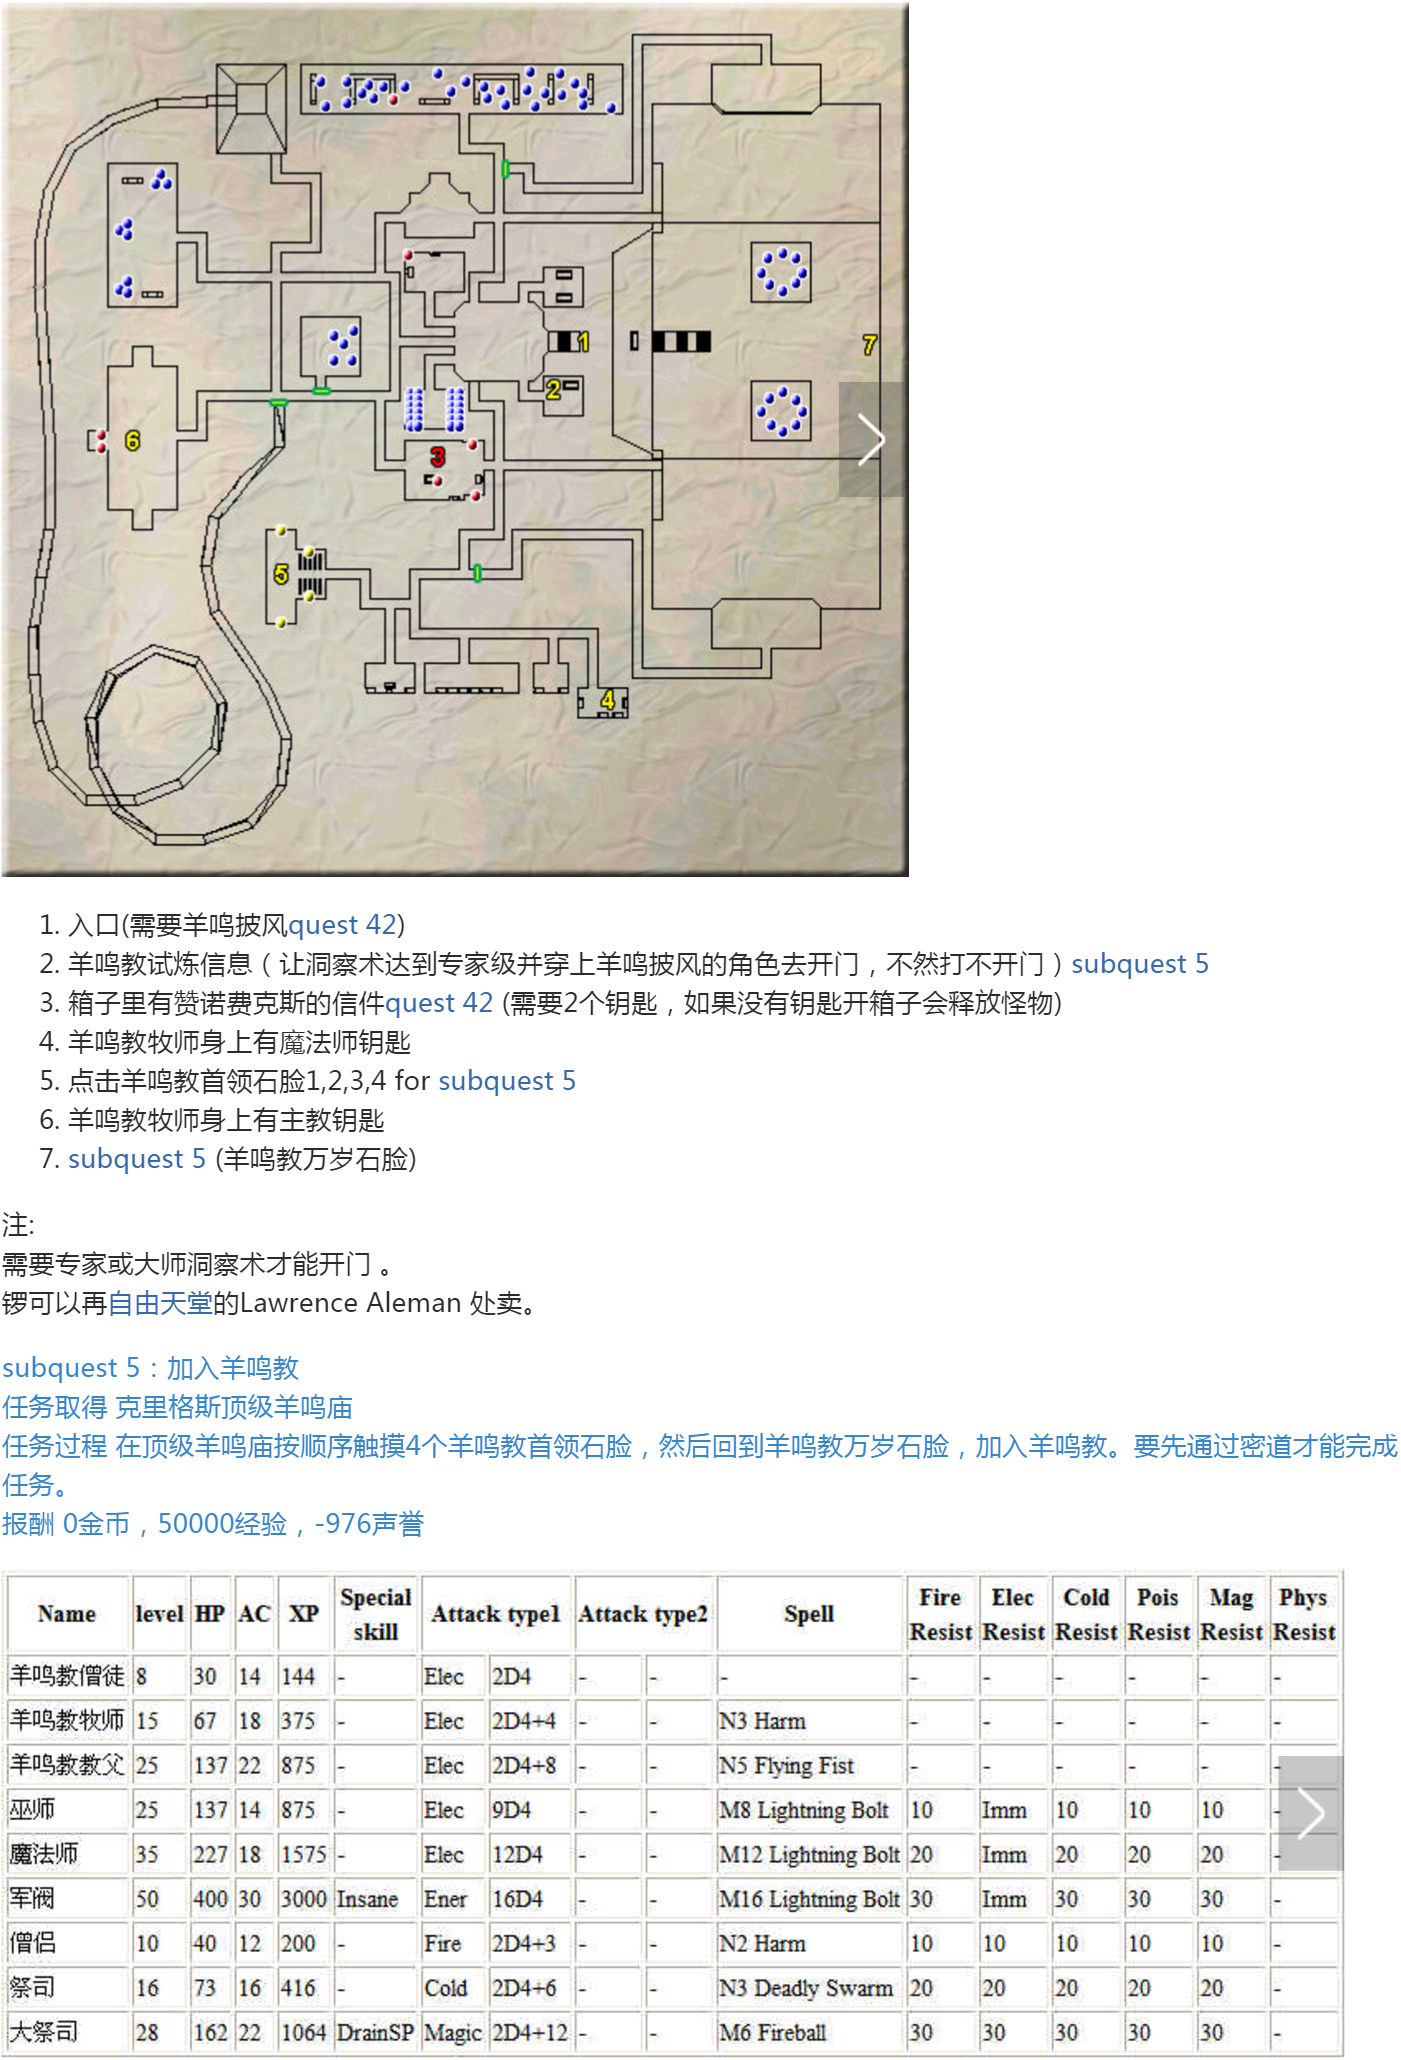 1
7
2
6
3
5
4
1. 入口(需要羊鸣披风quest 42)
2. 羊鸣教试炼信息（让洞察术达到专家级并穿上羊鸣披风的角色去开门，不然打不开门）subquest 5
3. 箱子里有赞诺费克斯的信件quest 42 (需要2个钥匙，如果没有钥匙开箱子会释放怪物)
4. 羊鸣教牧师身上有魔法师钥匙
5. 点击羊鸣教首领石脸1,2,3,4 for subquest 5
6. 羊鸣教牧师身上有主教钥匙
7. subquest 5 (羊鸣教万岁石脸)
注:
需要专家或大师洞察术才能开门 。
锣可以再自由天堂的Lawrence Aleman 处卖。
subquest 5：加入羊鸣教
任务取得 克里格斯顶级羊鸣庙
任务过程 在顶级羊鸣庙按顺序触摸4个羊鸣教首领石脸，然后回到羊鸣教万岁石脸，加入羊鸣教。要先通过密道才能完成
任务。
报酬 0金币，50000经验，-976声誉
Name level HP AC XP Special skill Attack type1 Attack type2 Spell Fire Resist Elec Resist Cold Resist Pois Resist Mag Resist Phys Resist
羊鸣教僧徒 8 30 14 144 - Elec 2D4 - - - - - - - - -
羊鸣教牧师 15 67 18 375 - Elec 2D4+4 - - N3 Harm - - - - - -
羊鸣教教父 25 137 22 875 - Elec 2D4+8 - - N5 Flying Fist - - - - - -
巫师 25 137 14 875 - Elec 9D4 - - M8 Lightning Bolt 10 Imm 10 10 10 -
魔法师 35 227 18 1575 - Elec 12D4 - - M12 Lightning Bolt 20 Imm 20 20 20 -
军阀 50 400 30 3000 Insane Ener 16D4 - - M16 Lightning Bolt 30 Imm 30 30 30 -
僧侣 10 40 12 200 - Fire 2D4+3 - - N2 Harm 10 10 10 10 10 -
祭司 16 73 16 416 - Cold 2D4+6 - - N3 Deadly Swarm 20 20 20 20 20 -
大祭司 28 162 22 1064 DrainSP Magic 2D4+12 - - M6 Fireball 30 30 30 30 30 -